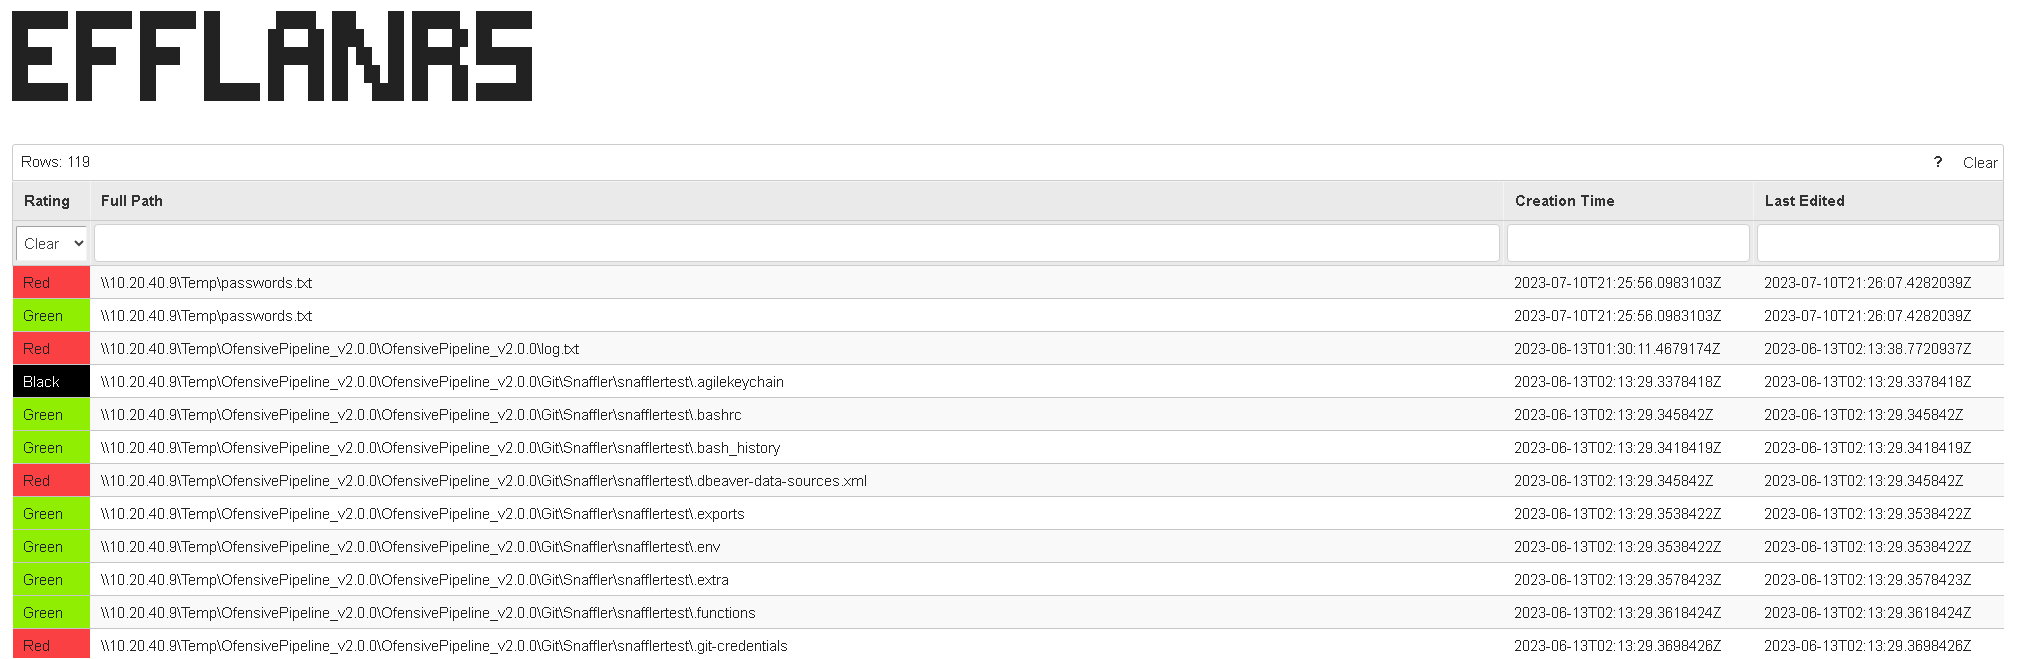 EFFLANRS
Rows: 119 ? Clear
Rating Full Path Creation Time Last Edited
Clear
Red \\10.20.40.9\Temp\passwords.txt 2023-07-10T21:25:56.0983103Z 2023-07-10T21:26:07.4282039Z
Green \\10.20.40.9\Temp\passwords.txt 2023-07-10T21:25:56.0983103Z 2023-07-10T21:26:07.4282039Z
Red \\10.20.40.9\Temp\OfensivePipeline_v2.0.0\OfensivePipeline_v2.0.0\log.txt 2023-06-13T01:30:11.4679174Z 2023-06-13T02:13:38.7720937Z
Black \\10.20.40.9\Temp\OfensivePipeline_v2.0.0\OfensivePipeline_v2.0.0\Git\Snaffler\snafflertest\.agilekeychain 2023-06-13T02:13:29.3378418Z 2023-06-13T02:13:29.3378418Z
Green \\10.20.40.9\Temp\OfensivePipeline_v2.0.0\OfensivePipeline_v2.0.0\Git\Snaffler\snafflertest\.bashrc 2023-06-13T02:13:29.345842Z 2023-06-13T02:13:29.345842Z
Green \\10.20.40.9\Temp\OfensivePipeline_v2.0.0\OfensivePipeline_v2.0.0\Git\Snaffler\snafflertest\.bash_history 2023-06-13T02:13:29.3418419Z 2023-06-13T02:13:29.3418419Z
Red \\10.20.40.9\Temp\OfensivePipeline_v2.0.0\OfensivePipeline_v2.0.0\Git\Snaffler\snafflertest\.dbeaver-data-sources.xml 2023-06-13T02:13:29.345842Z 2023-06-13T02:13:29.345842Z
Green \\10.20.40.9\Temp\OfensivePipeline_v2.0.0\OfensivePipeline_v2.0.0\Git\Snaffler\snafflertest\.exports 2023-06-13T02:13:29.3538422Z 2023-06-13T02:13:29.3538422Z
Green \\10.20.40.9\Temp\OfensivePipeline_v2.0.0\OfensivePipeline_v2.0.0\Git\Snaffler\snafflertest\.env 2023-06-13T02:13:29.3538422Z 2023-06-13T02:13:29.3538422Z
Green \\10.20.40.9\Temp\OfensivePipeline_v2.0.0\OfensivePipeline_v2.0.0\Git\Snaffler\snafflertest\.extra 2023-06-13T02:13:29.3578423Z 2023-06-13T02:13:29.3578423Z
Green \\10.20.40.9\Temp\OfensivePipeline_v2.0.0\OfensivePipeline_v2.0.0\Git\Snaffler\snafflertest\.functions 2023-06-13T02:13:29.3618424Z 2023-06-13T02:13:29.3618424Z
Red \\10.20.40.9\Temp\OfensivePipeline_v2.0.0\OfensivePipeline_v2.0.0\Git\Snaffler\snafflertest\.git-credentials 2023-06-13T02:13:29.3698426Z 2023-06-13T02:13:29.3698426Z